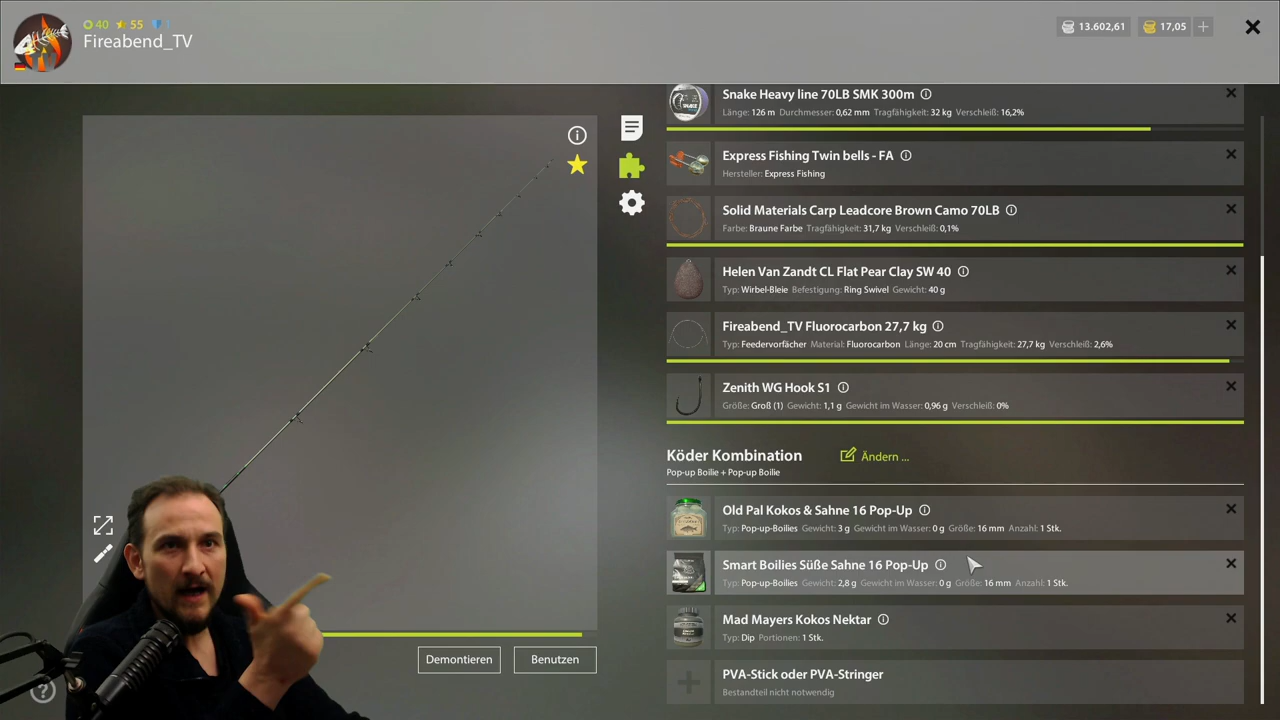 40 55
Fireabend_TV
13.602,61
17,05
Snake Heavy line 70LB SMK 300m
Länge: 126 m Durchmesser: 0,62 mm Tragfähigkeit: 32 kg Verschleiß: 16,2%
Express Fishing Twin bells - FA
Hersteller: Express Fishing
Solid Materials Carp Leadcore Brown Camo 70LB
Farbe: Braune Farbe Tragfähigkeit: 31,7 kg Verschleiß: 0,1%
Helen Van Zandt CL Flat Pear Clay SW 40
Typ: Wirbel-Bleie Befestigung: Ring Swivel Gewicht: 40 g
Fireabend_TV Fluorocarbon 27,7 kg
Typ: Feedervorfächer Material: Fluorocarbon Länge: 20 cm Tragfähigkeit: 27,7 kg Verschleiß: 2,6%
Zenith WG Hook S1
Größe: Groß (1) Gewicht: 1,1 g Gewicht im Wasser: 0,96 g Verschleiß: 0%
Köder Kombination
Ändern ...
Pop-up Boilie + Pop-up Boilie
Old Pal Kokos & Sahne 16 Pop-Up
Typ: Pop-up-Boilies Gewicht: 3 g Gewicht im Wasser: 0 g Größe: 16 mm Anzahl: 1 Stk.
Smart Boilies Süße Sahne 16 Pop-Up
Typ: Pop-up-Boilies Gewicht: 2,8 g Gewicht im Wasser: 0 g Größe: 16 mm Anzahl: 1 Stk.
Mad Mayers Kokos Nektar
Typ: Dip Portionen: 1 Stk.
PVA-Stick oder PVA-Stringer
Bestandteil nicht notwendig
Demontieren
Benutzen